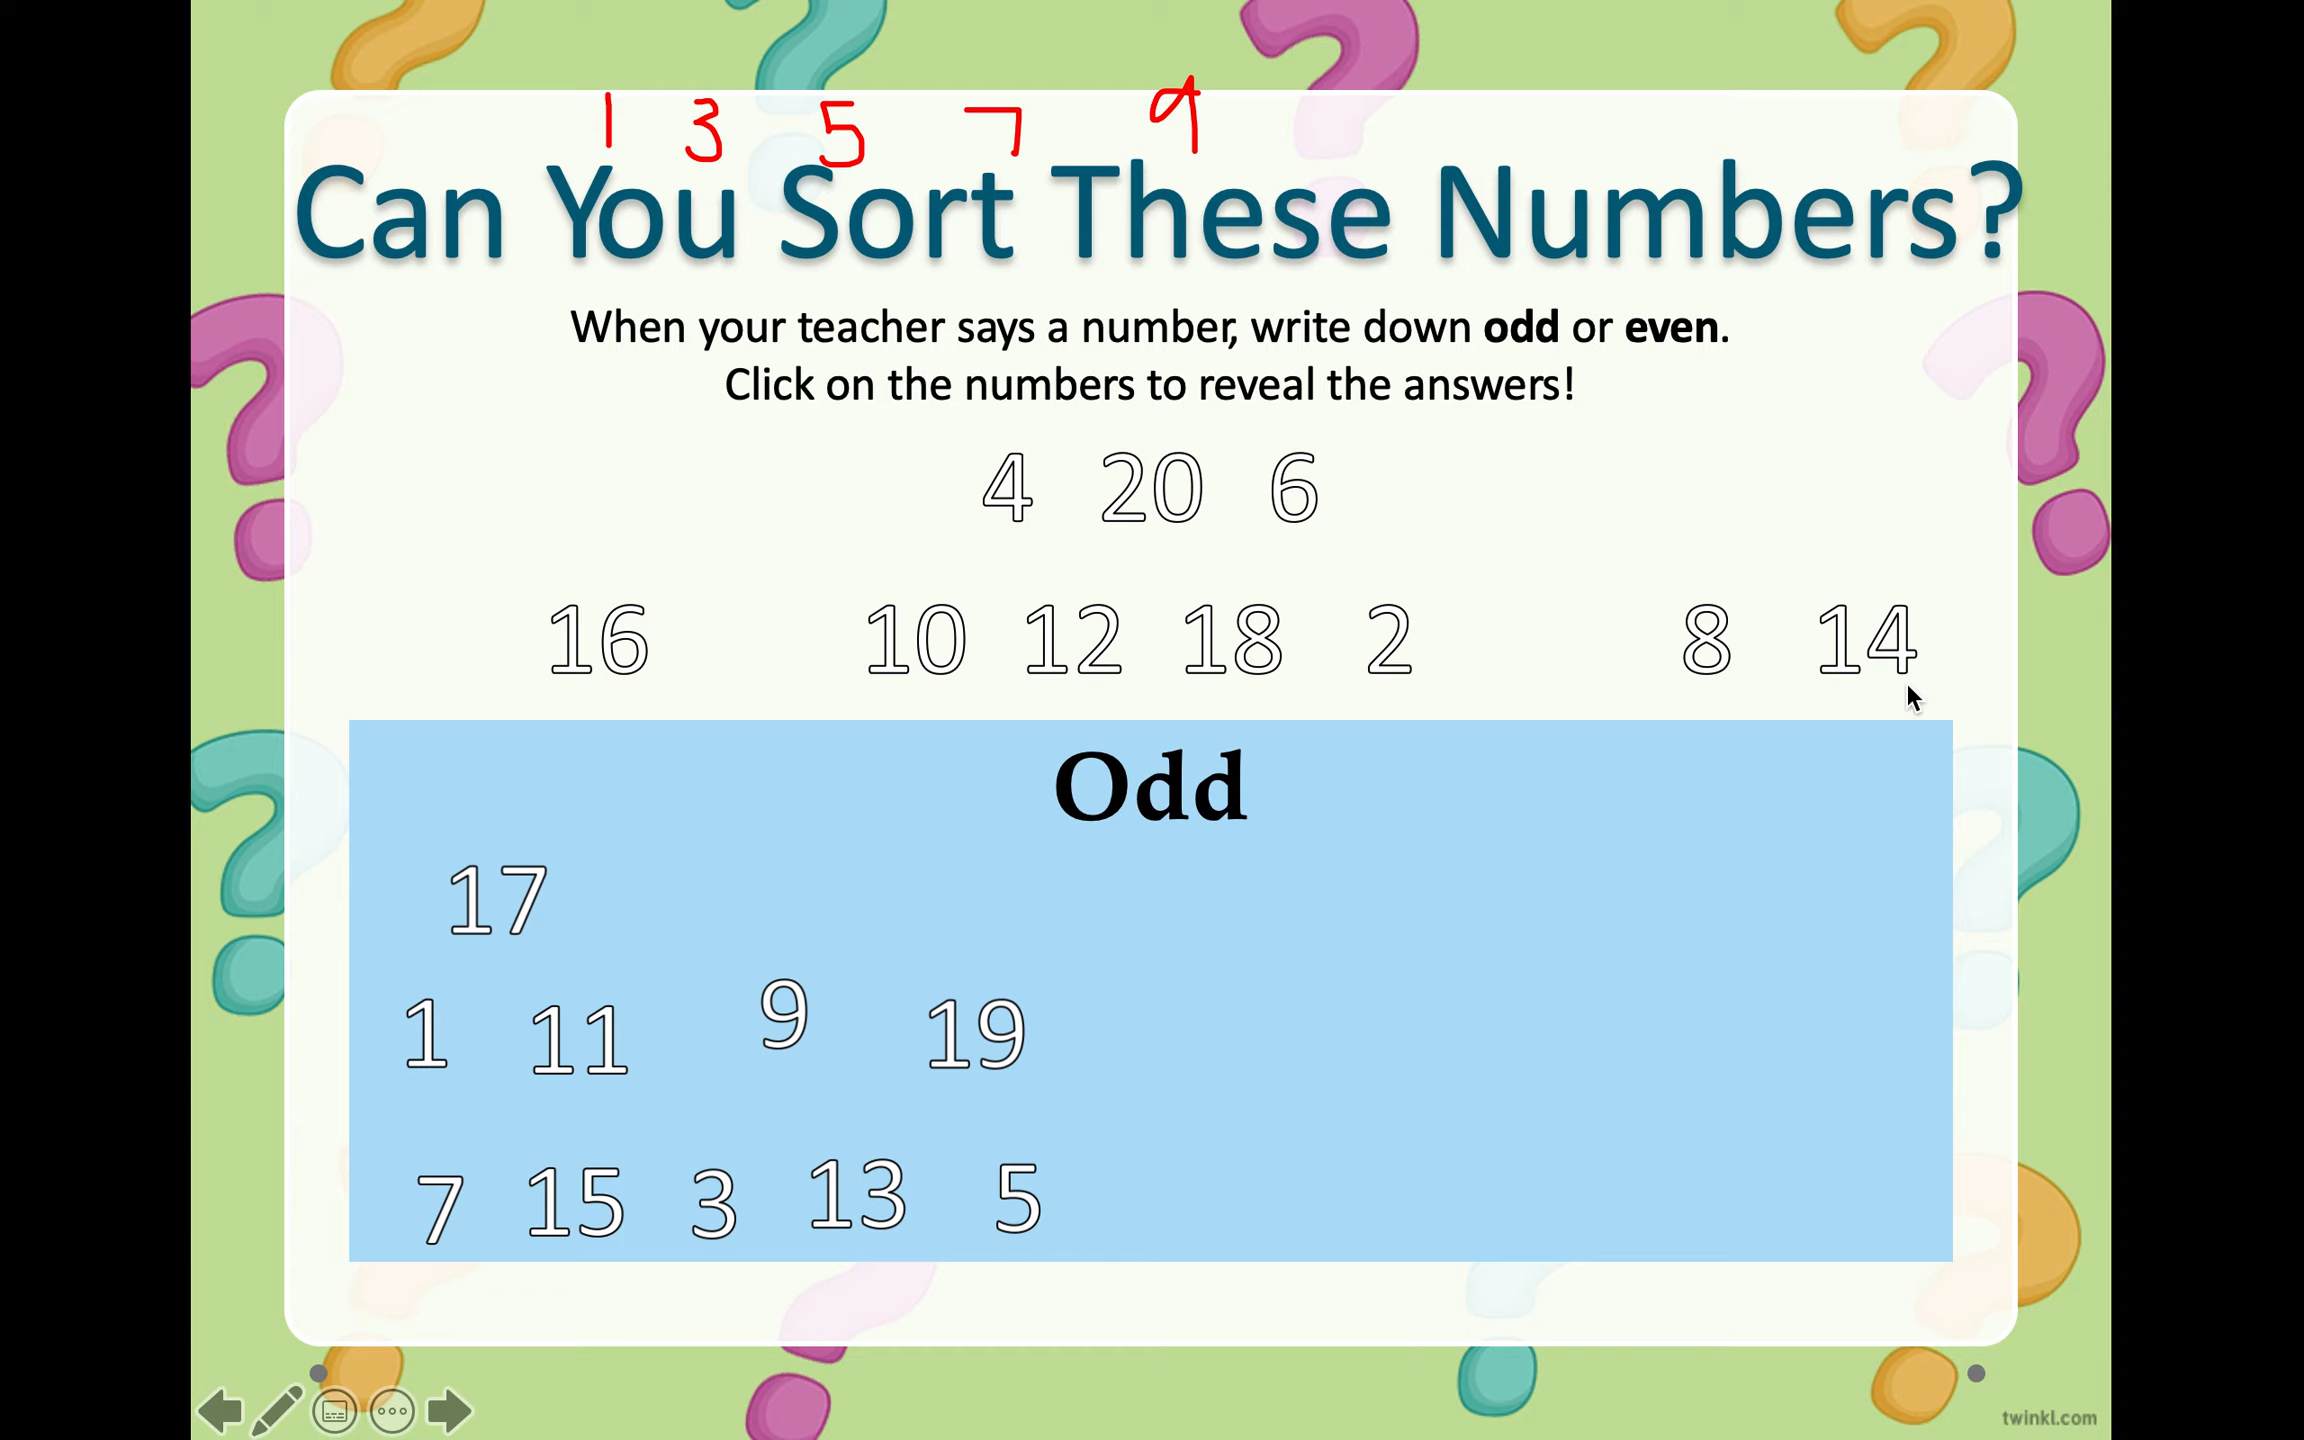 1 3 5 7 9
Can You Sort These Numbers?
When your teacher says a number, write down odd or even.
Click on the numbers to reveal the answers!
4 20 6
16 10 12 18 2 8 14
Odd
17
1 11 9 19
7 15 3 13 5
twinkl.com